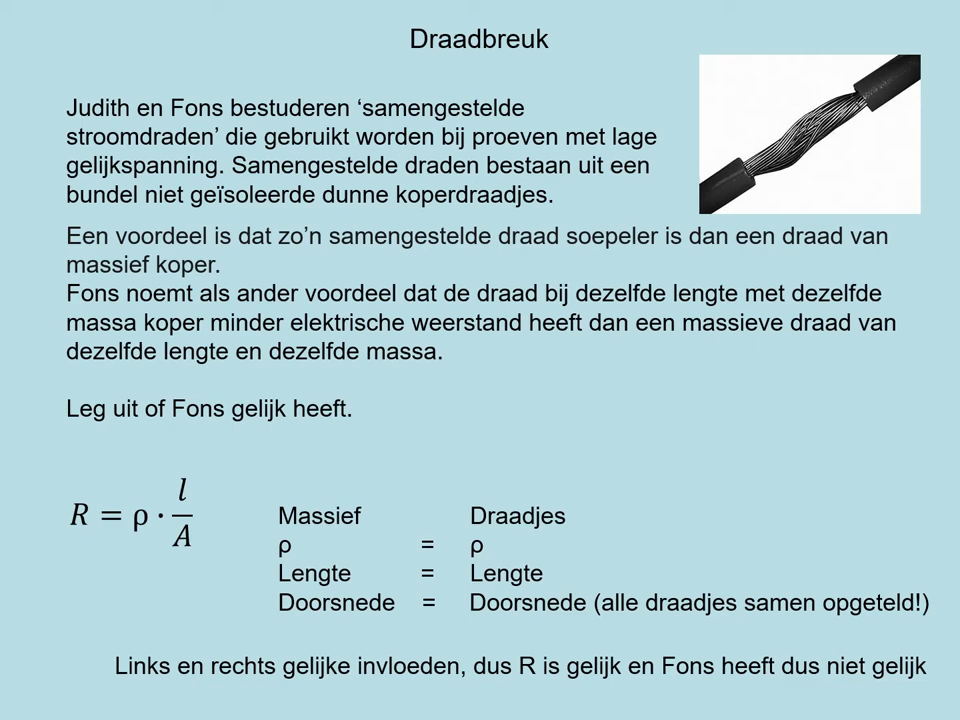 Draadbreuk
Judith en Fons bestuderen ‘samengestelde
stroomdraden’ die gebruikt worden bij proeven met lage
gelijkspanning. Samengestelde draden bestaan uit een
bundel niet geïsoleerde dunne koperdraadjes.
Een voordeel is dat zo’n samengestelde draad soepeler is dan een draad van
massief koper.
Fons noemt als ander voordeel dat de draad bij dezelfde lengte met dezelfde
massa koper minder elektrische weerstand heeft dan een massieve draad van
dezelfde lengte en dezelfde massa.
Leg uit of Fons gelijk heeft.
R = ρ · l/A
Massief Draadjes
ρ = ρ
Lengte = Lengte
Doorsnede = Doorsnede (alle draadjes samen opgeteld!)
Links en rechts gelijke invloeden, dus R is gelijk en Fons heeft dus niet gelijk